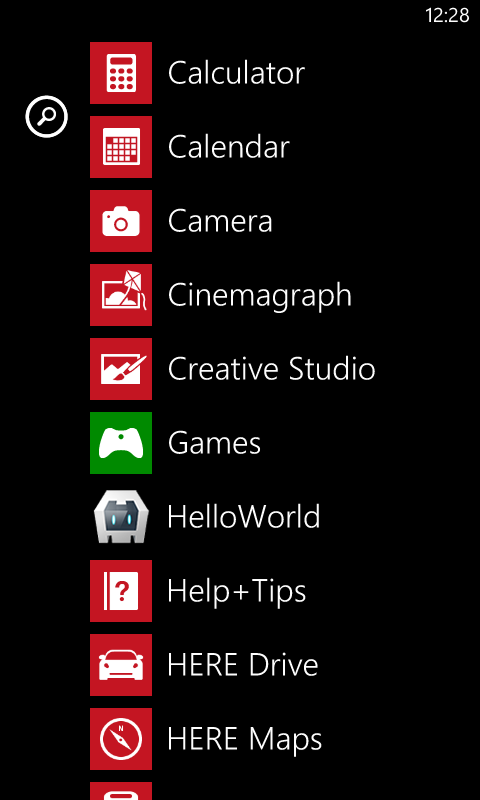 12:28
Calculator
Calendar
Camera
Cinemagraph
Creative Studio
Games
HelloWorld
?
Help+Tips
HERE Drive
N
HERE Maps